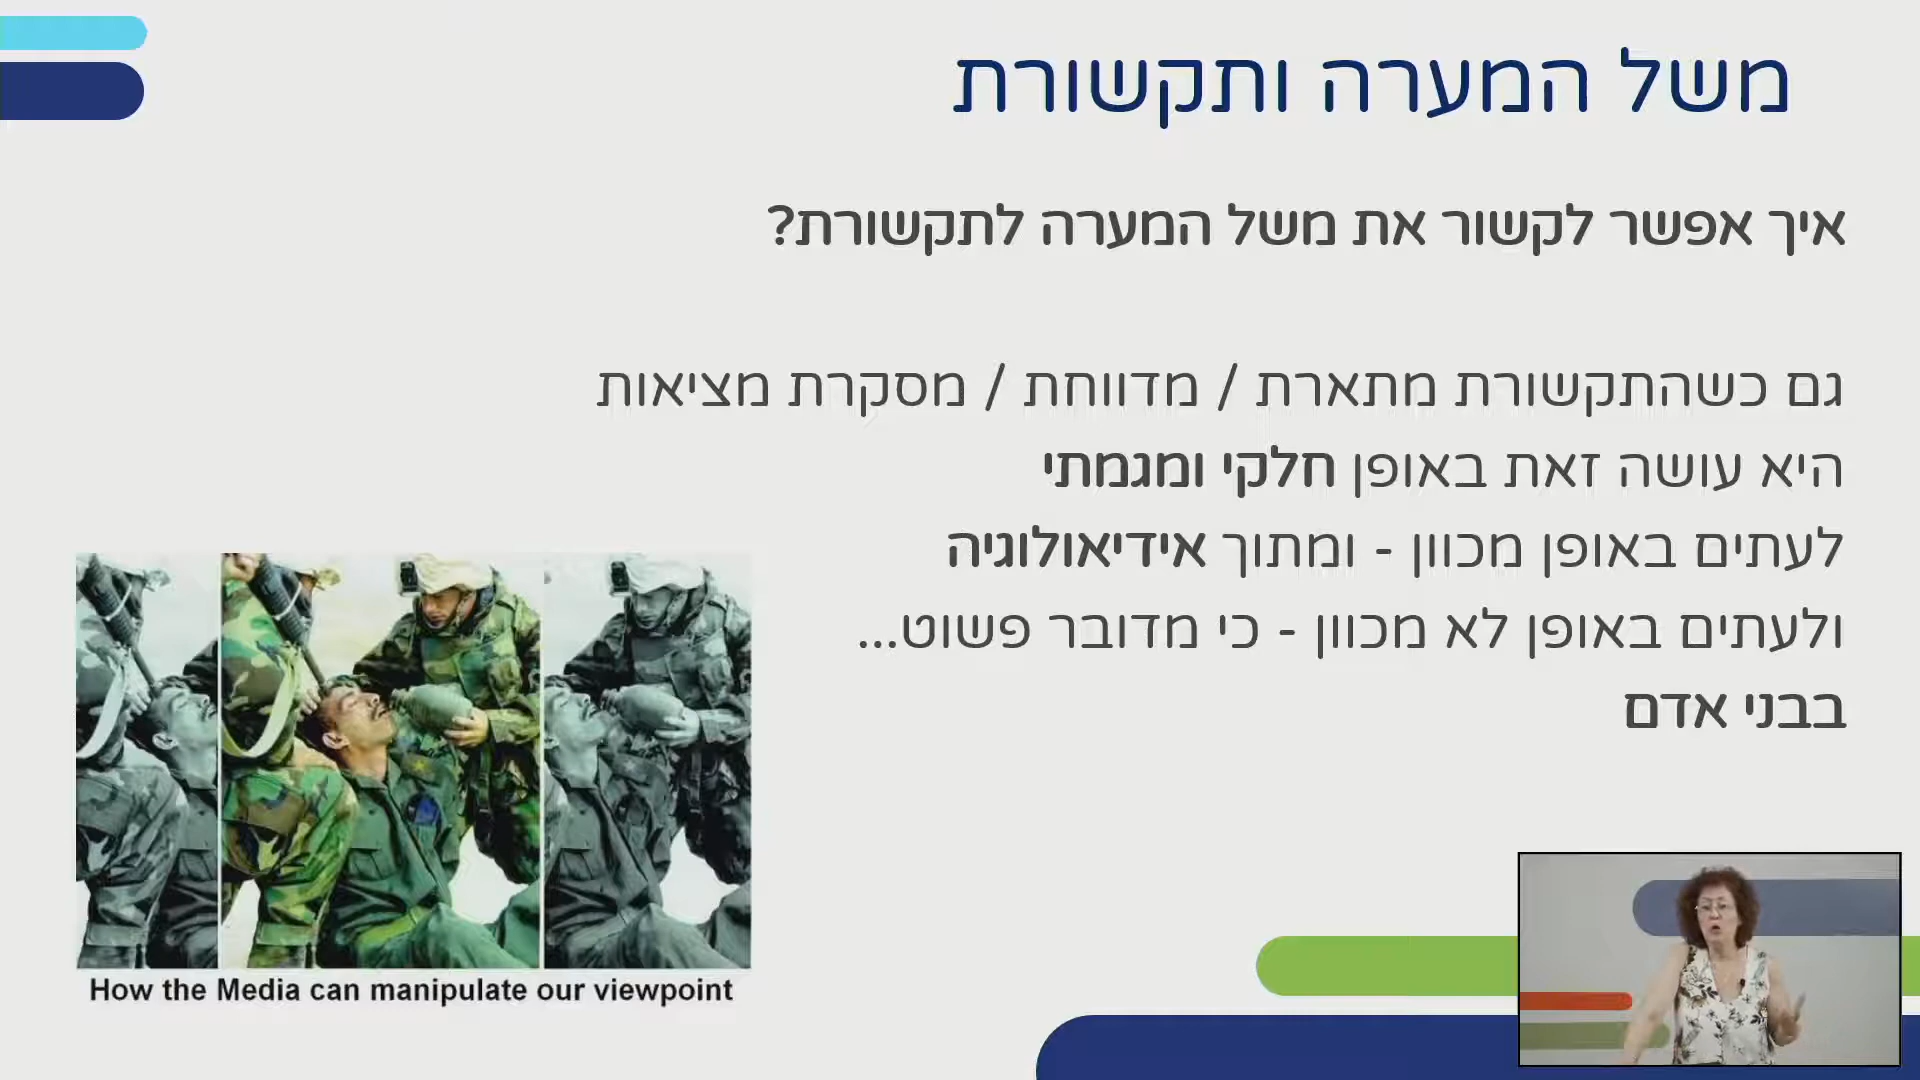 משל המערה ותקשורת
איך אפשר לקשור את משל המערה לתקשורת?
גם כשהתקשורת מתארת / מדווחת / מסקרת מציאות
היא עושה זאת באופן חלקי ומגמתי
לעתים באופן מכוון - ומתוך אידיאולוגיה
ולעתים באופן לא מכוון - כי מדובר פשוט...
בבני אדם
How the Media can manipulate our viewpoint